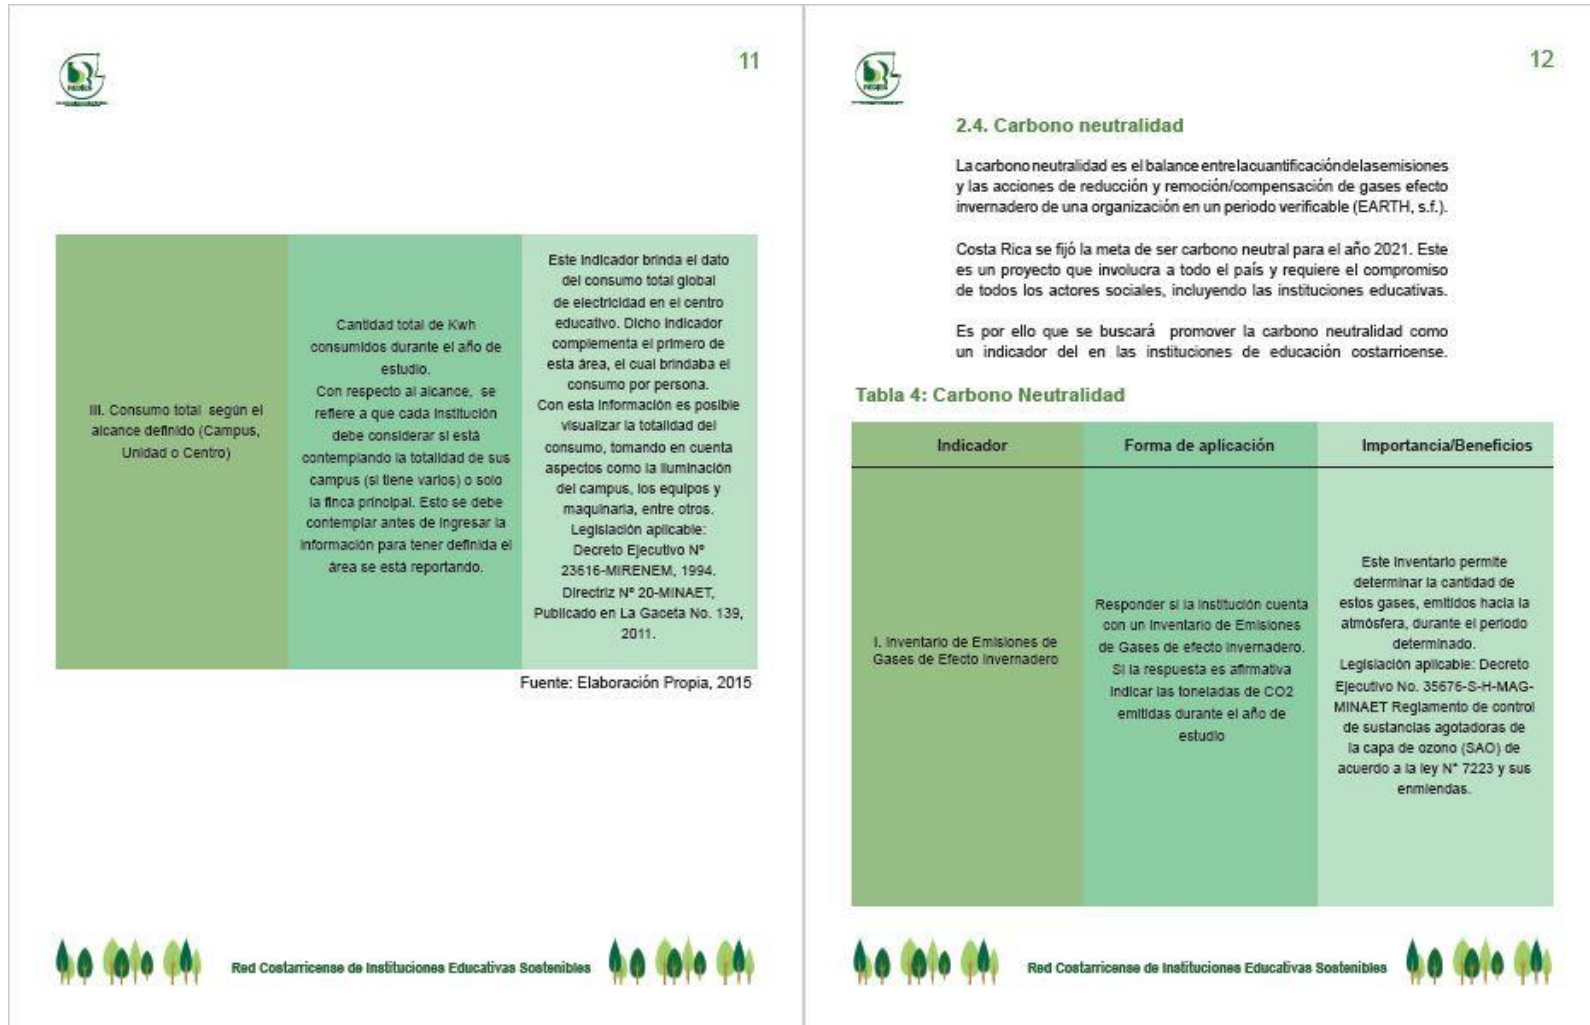 11
REDIES
III. Consumo total según el
alcance definido (Campus,
Unidad o Centro)
Cantidad total de Kwh
consumidos durante el año de
estudio.
Con respecto al alcance, se
refiere a que cada institución
debe considerar si está
contemplando la totalidad de sus
campus (si tiene varios) o solo
la finca principal. Esto se debe
contemplar antes de ingresar la
información para tener definida el
área se está reportando.
Este indicador brinda el dato
del consumo total global
de electricidad en el centro
educativo. Dicho indicador
complementa el primero de
esta área, el cual brindaba el
consumo por persona.
Con esta información es posible
visualizar la totalidad del
consumo, tomando en cuenta
aspectos como la iluminación
del campus, los equipos y
maquinaria, entre otros.
Legislación aplicable:
Decreto Ejecutivo Nº
23616-MIRENEM, 1994.
Directriz Nº 20-MINAET,
Publicado en La Gaceta No. 139,
2011.
Fuente: Elaboración Propia, 2015
Red Costarricense de Instituciones Educativas Sostenibles
12
REDIES
2.4. Carbono neutralidad
La carbono neutralidad es el balance entre la cuantificación de las emisiones
y las acciones de reducción y remoción/compensación de gases efecto
invernadero de una organización en un periodo verificable (EARTH, s.f.).
Costa Rica se fijó la meta de ser carbono neutral para el año 2021. Este
es un proyecto que involucra a todo el país y requiere el compromiso
de todos los actores sociales, incluyendo las instituciones educativas.
Es por ello que se buscará promover la carbono neutralidad como
un indicador del en las instituciones de educación costarricense.
Tabla 4: Carbono Neutralidad
Indicador
Forma de aplicación
Importancia/Beneficios
I. Inventario de Emisiones de
Gases de Efecto Invernadero
Responder si la institución cuenta
con un Inventario de Emisiones
de Gases de efecto invernadero.
Si la respuesta es afirmativa
indicar las toneladas de CO2
emitidas durante el año de
estudio
Este inventario permite
determinar la cantidad de
estos gases, emitidos hacia la
atmósfera, durante el período
determinado.
Legislación aplicable: Decreto
Ejecutivo No. 35676-S-H-MAG-
MINAET Reglamento de control
de sustancias agotadoras de
la capa de ozono (SAO) de
acuerdo a la ley N° 7223 y sus
enmiendas.
Red Costarricense de Instituciones Educativas Sostenibles